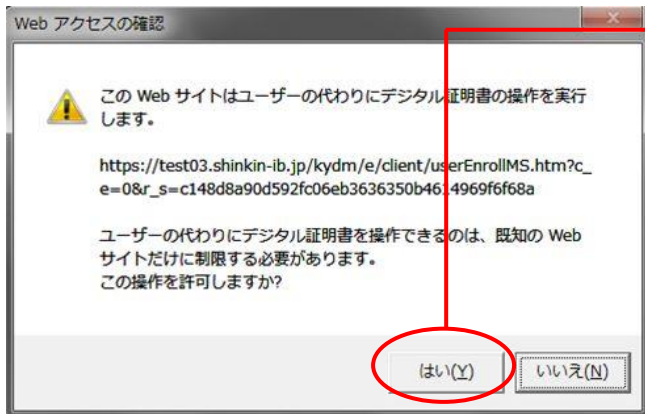 Web アクセスの確認
この Web サイトはユーザーの代わりにデジタル証明書の操作を実行
します。
https://test03.shinkin-ib.jp/kydm/e/client/userEnrollMS.htm?c_
e=0&r_s=c148d8a90d592fc06eb3636350b4614969f6f68a
ユーザーの代わりにデジタル証明書を操作できるのは、既知の Web
サイトだけに制限する必要があります。
この操作を許可しますか?
はい(Y)
いいえ(N)